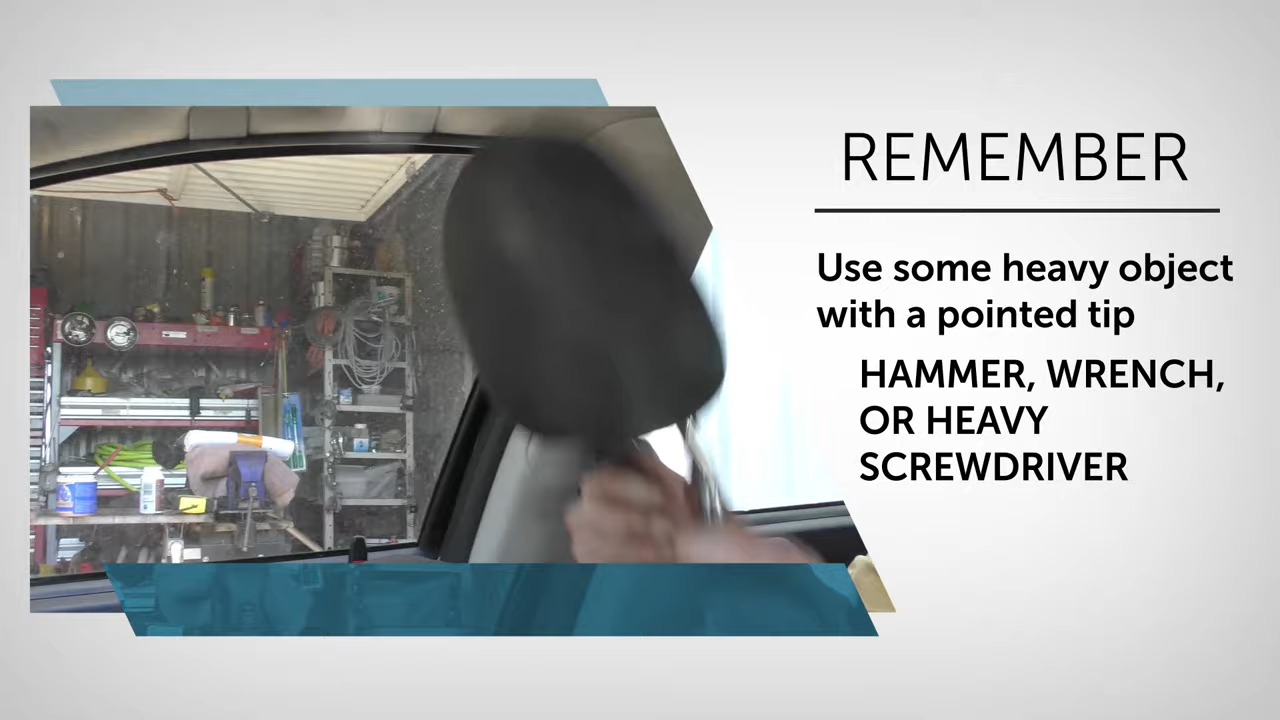 REMEMBER
Use some heavy object
with a pointed tip
HAMMER, WRENCH,
OR HEAVY
SCREWDRIVER